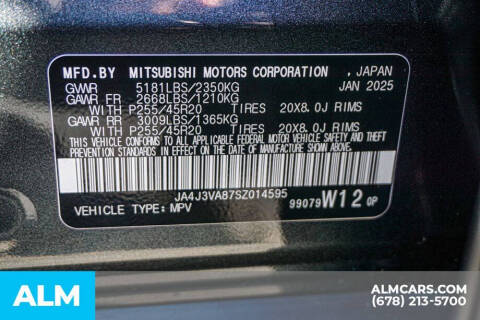 MFD.BY MITSUBISHI MOTORS CORPORATION , JAPAN
GVWR 5181LBS/2350KG JAN 2025
GAWR FR 2668LBS/1210KG
WITH P255/45R20 TIRES 20X8.0J RIMS
GAWR RR 3009LBS/1365KG
WITH P255/45R20 TIRES 20X8.0J RIMS
THIS VEHICLE CONFORMS TO ALL APPLICABLE FEDERAL MOTOR VEHICLE SAFETY AND THEFT
PREVENTION STANDARDS IN EFFECT ON THE DATE OF MANUFACTURE SHOWN ABOVE.
JA4J3VA87SZ014595
VEHICLE TYPE: MPV 99079 W12 0P
ALM
ALMCARS.COM
(678) 213-5700